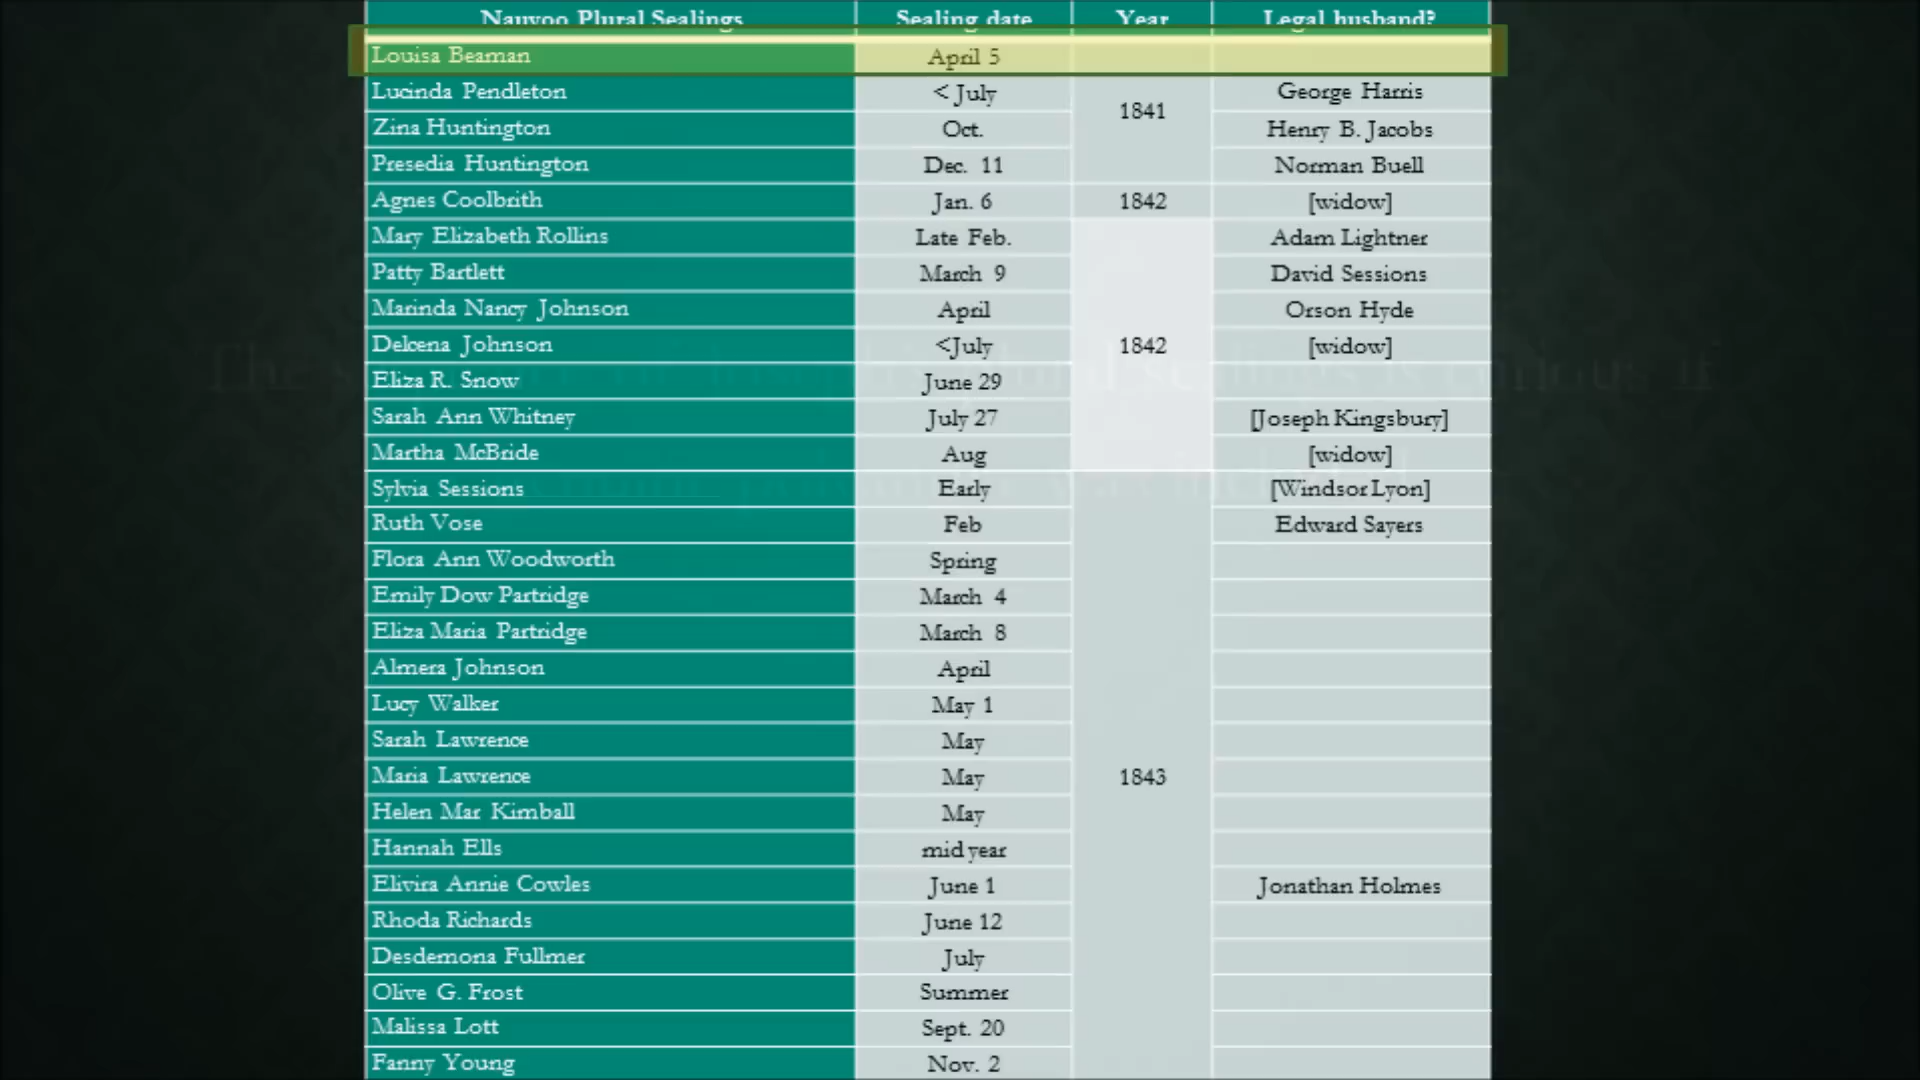 Nauvoo Plural Sealings Sealing date Year Legal husband?
Louisa Beaman April 5
Lucinda Pendleton < July George Harris
1841
Zina Huntington Oct. Henry B. Jacobs
Presedia Huntington Dec. 11 Norman Buell
Agnes Coolbrith Jan. 6 1842 [widow]
Mary Elizabeth Rollins Late Feb. Adam Lightner
Patty Bartlett March 9 David Sessions
Marinda Nancy Johnson April Orson Hyde
Delcena Johnson <July 1842 [widow]
Eliza R. Snow June 29
Sarah Ann Whitney July 27 [Joseph Kingsbury]
Martha McBride Aug [widow]
Sylvia Sessions Early [Windsor Lyon]
Ruth Vose Feb Edward Sayers
Flora Ann Woodworth Spring
Emily Dow Partridge March 4
Eliza Maria Partridge March 8
Almera Johnson April
Lucy Walker May 1
Sarah Lawrence May
Maria Lawrence May 1843
Helen Mar Kimball May
Hannah Ells mid year
Elivira Annie Cowles June 1 Jonathan Holmes
Rhoda Richards June 12
Desdemona Fullmer July
Olive G. Frost Summer
Malissa Lott Sept. 20
Fanny Young Nov. 2